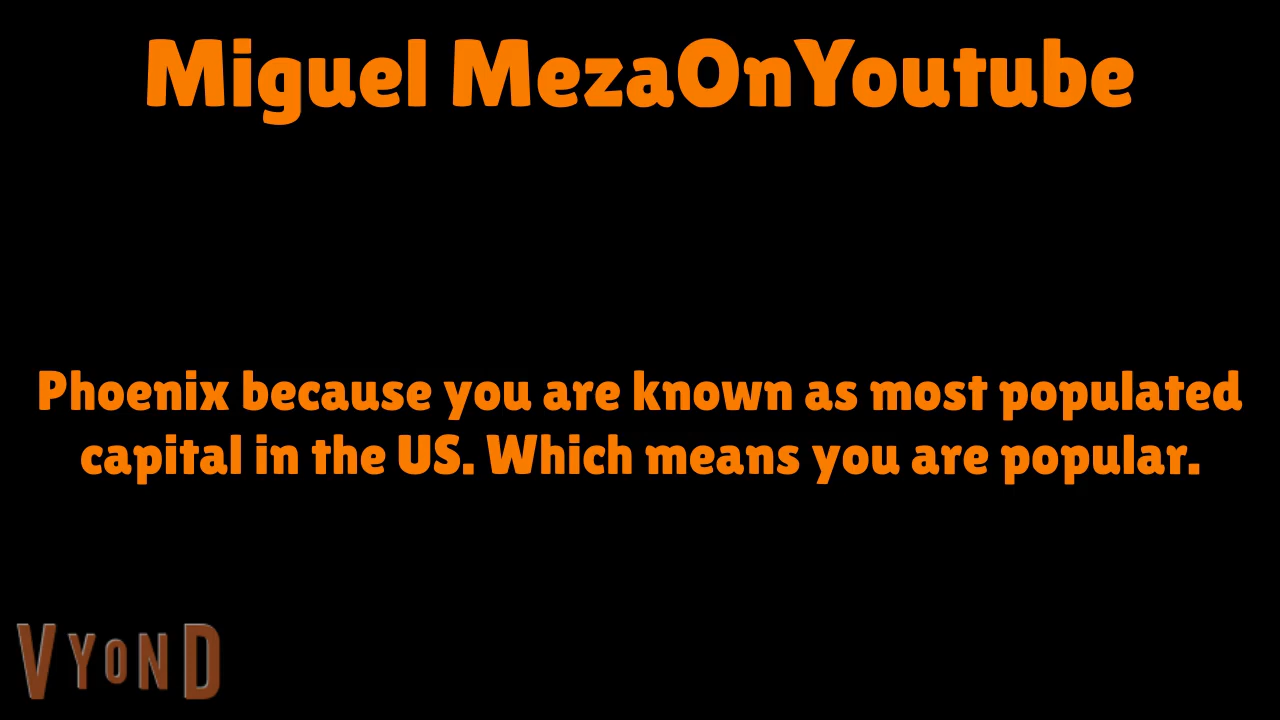 Miguel MezaOnYoutube
Phoenix because you are known as most populated
capital in the US. Which means you are popular.
VYOND